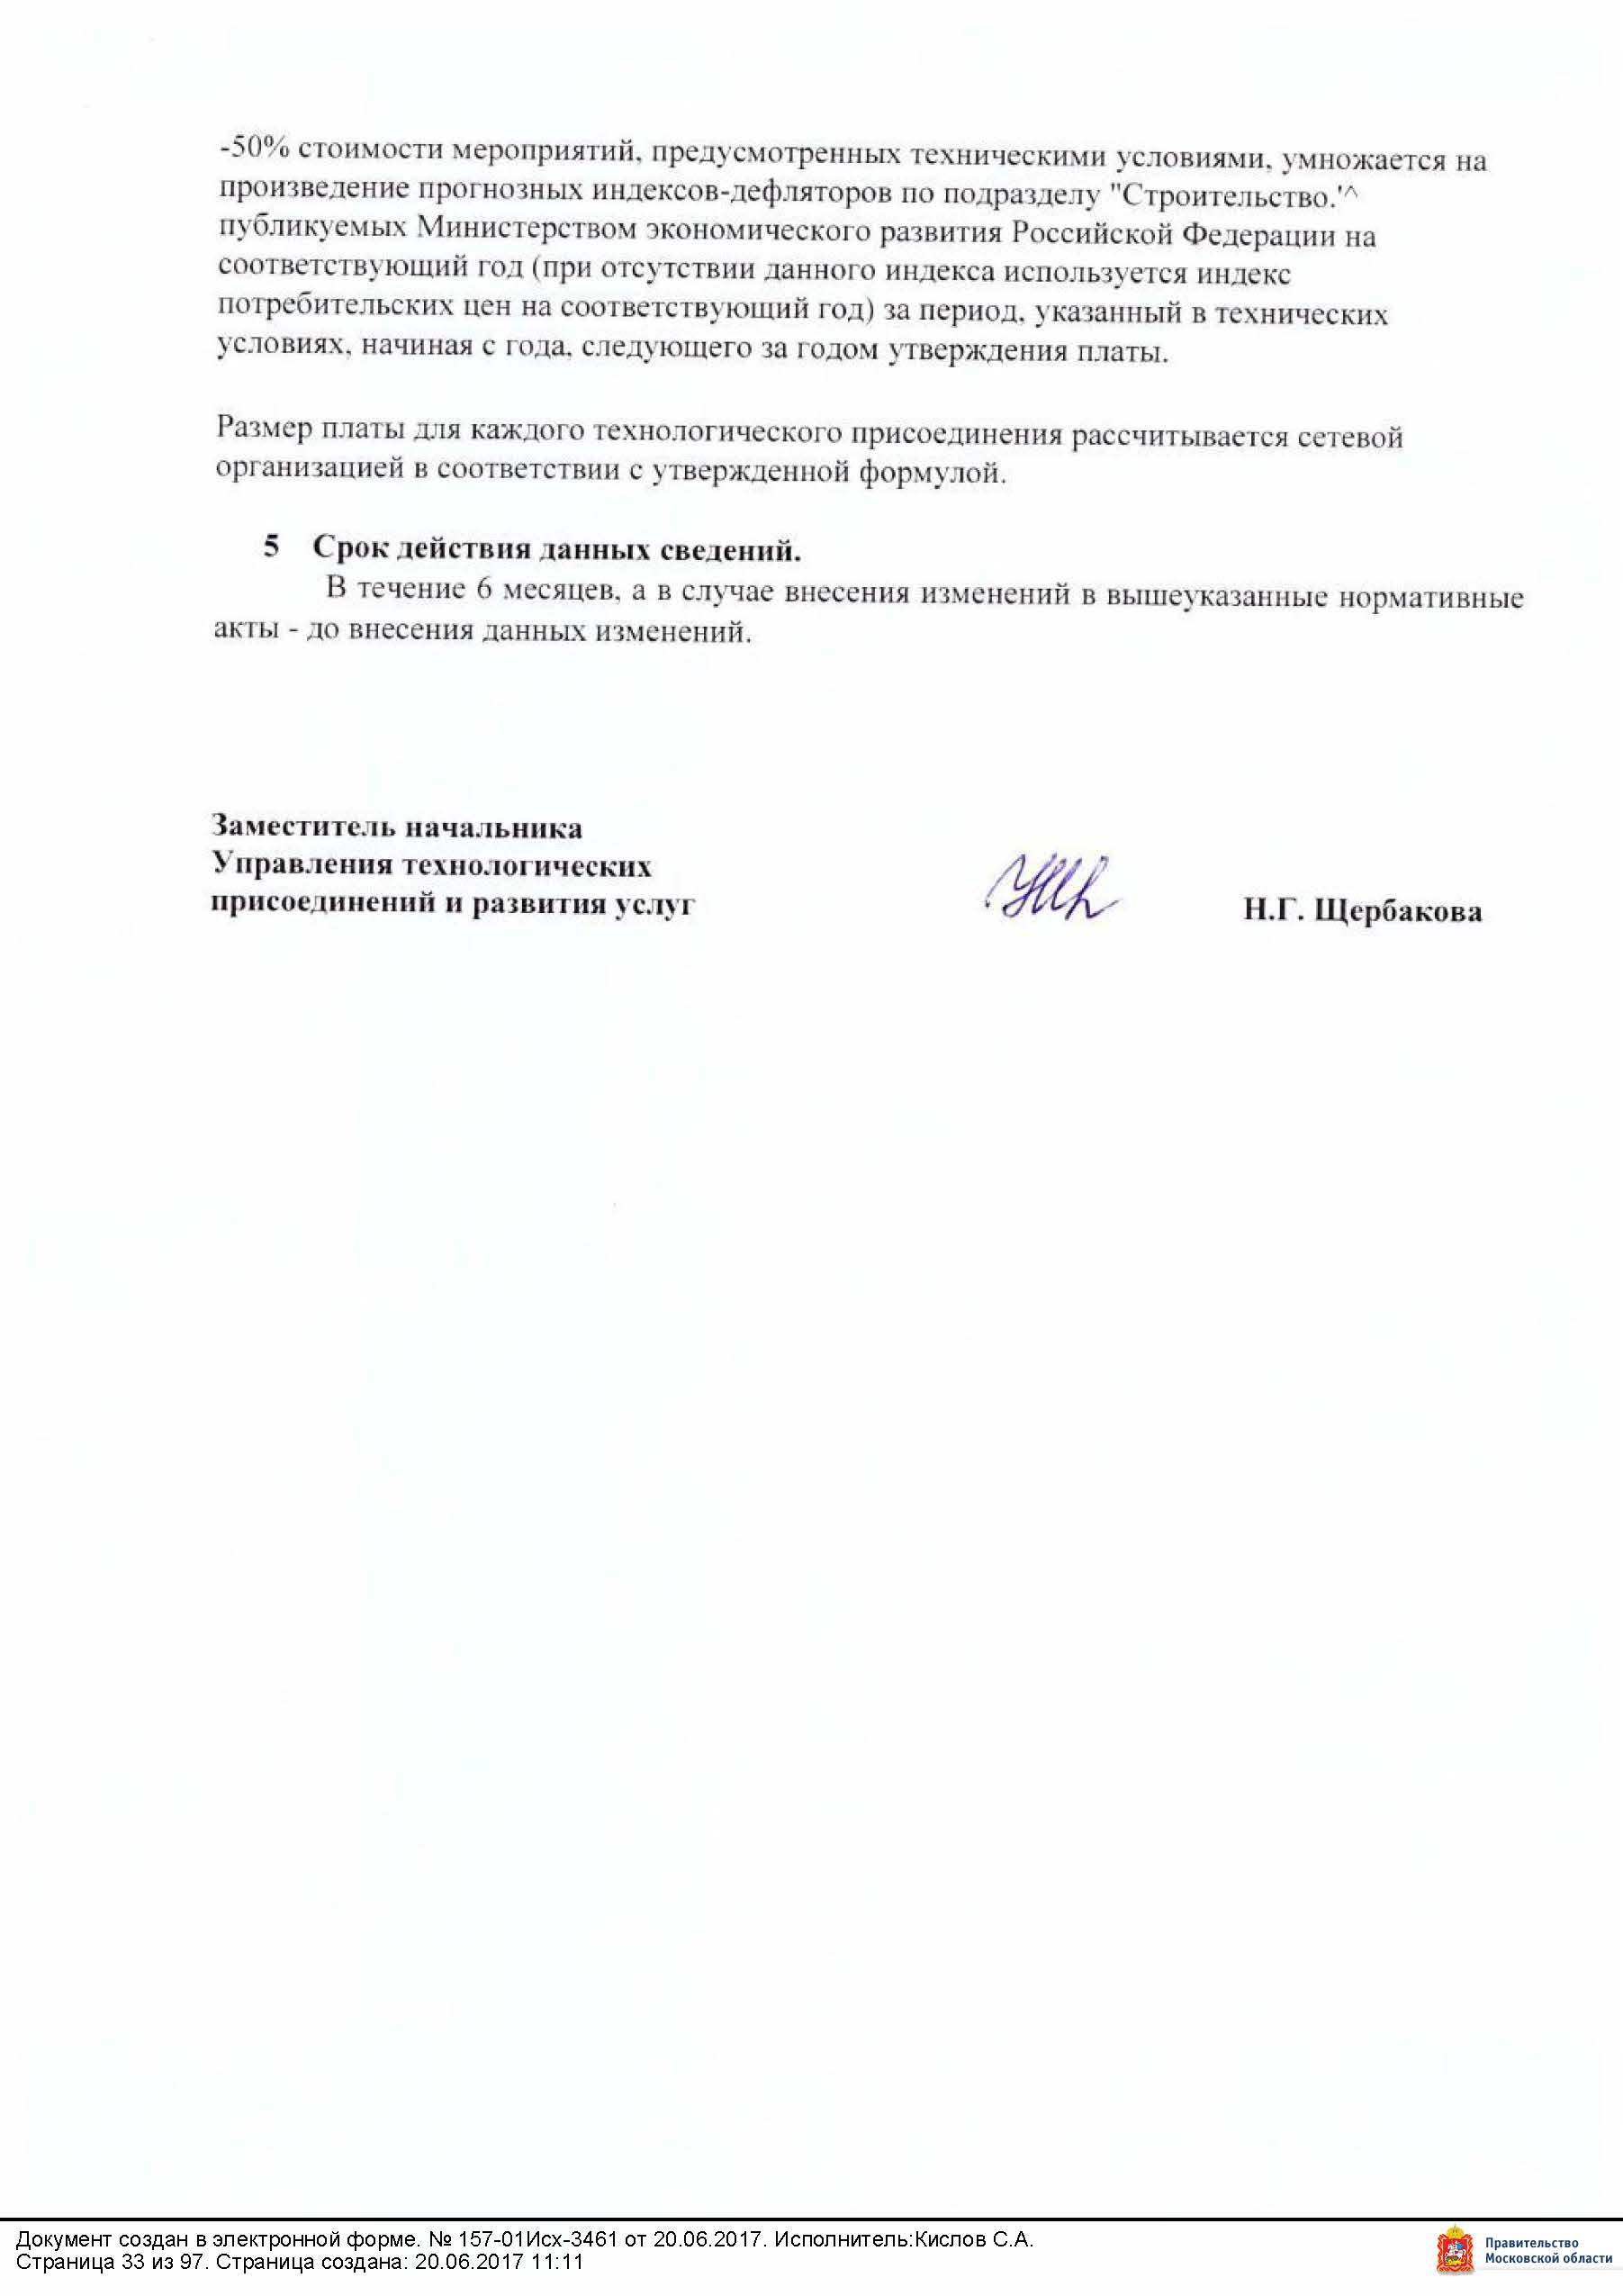 -50% стоимости мероприятий, предусмотренных техническими условиями, умножается на
произведение прогнозных индексов-дефляторов по подразделу "Строительство.'^
публикуемых Министерством экономического развития Российской Федерации на
соответствующий год (при отсутствии данного индекса используется индекс
потребительских цен на соответствующий год) за период, указанный в технических
условиях, начиная с года, следующего за годом утверждения платы.
Размер платы для каждого технологического присоединения рассчитывается сетевой
организацией в соответствии с утвержденной формулой.
5 Срок действия данных сведений.
В течение 6 месяцев, а в случае внесения изменений в вышеуказанные нормативные
акты - до внесения данных изменений.
Заместитель начальника
Управления технологических
присоединений и развития услуг
Н.Г. Щербакова
Документ создан в электронной форме. № 157-01Исх-3461 от 20.06.2017. Исполнитель:Кислов С.А.
Страница 33 из 97. Страница создана: 20.06.2017 11:11
Правительство
Московской области